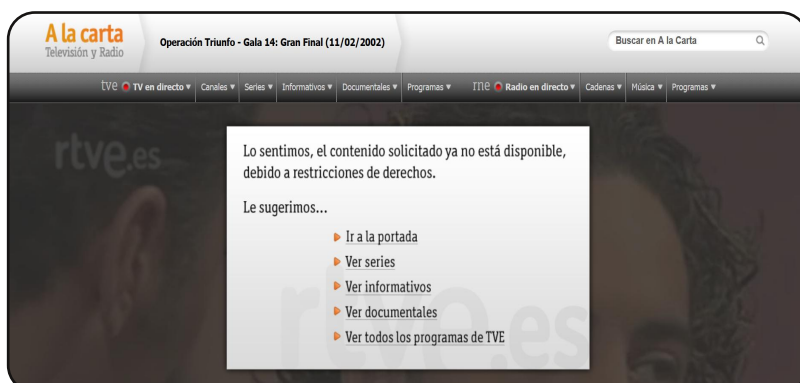 A la carta
Televisión y Radio
Operación Triunfo - Gala 14: Gran Final (11/02/2002)
Buscar en A la Carta
tve TV en directo Canales Series Informativos Documentales Programas rne Radio en directo Cadenas Música Programas
rtve.es
Lo sentimos, el contenido solicitado ya no está disponible,
debido a restricciones de derechos.
Le sugerimos...
Ir a la portada
Ver series
Ver informativos
Ver documentales
Ver todos los programas de TVE
rtve.es